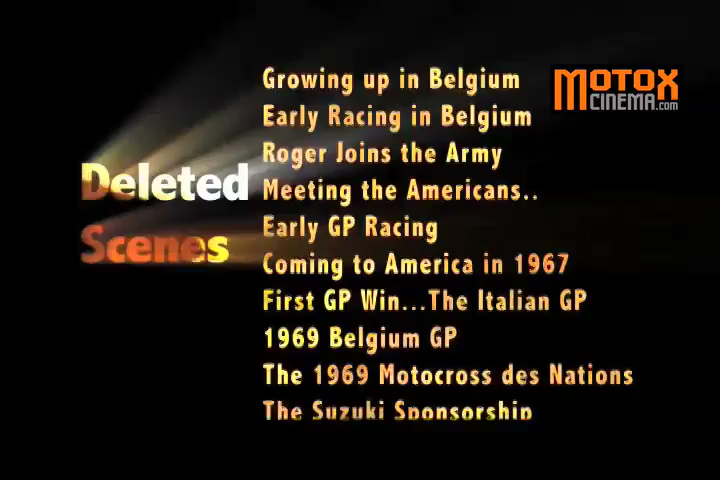 Growing up in Belgium
MOTOX
CINEMA.com
Early Racing in Belgium
Roger Joins the Army
Deleted
Scenes
Meeting the Americans..
Early GP Racing
Coming to America in 1967
First GP Win...The Italian GP
1969 Belgium GP
The 1969 Motocross des Nations
The Suzuki Sponsorship